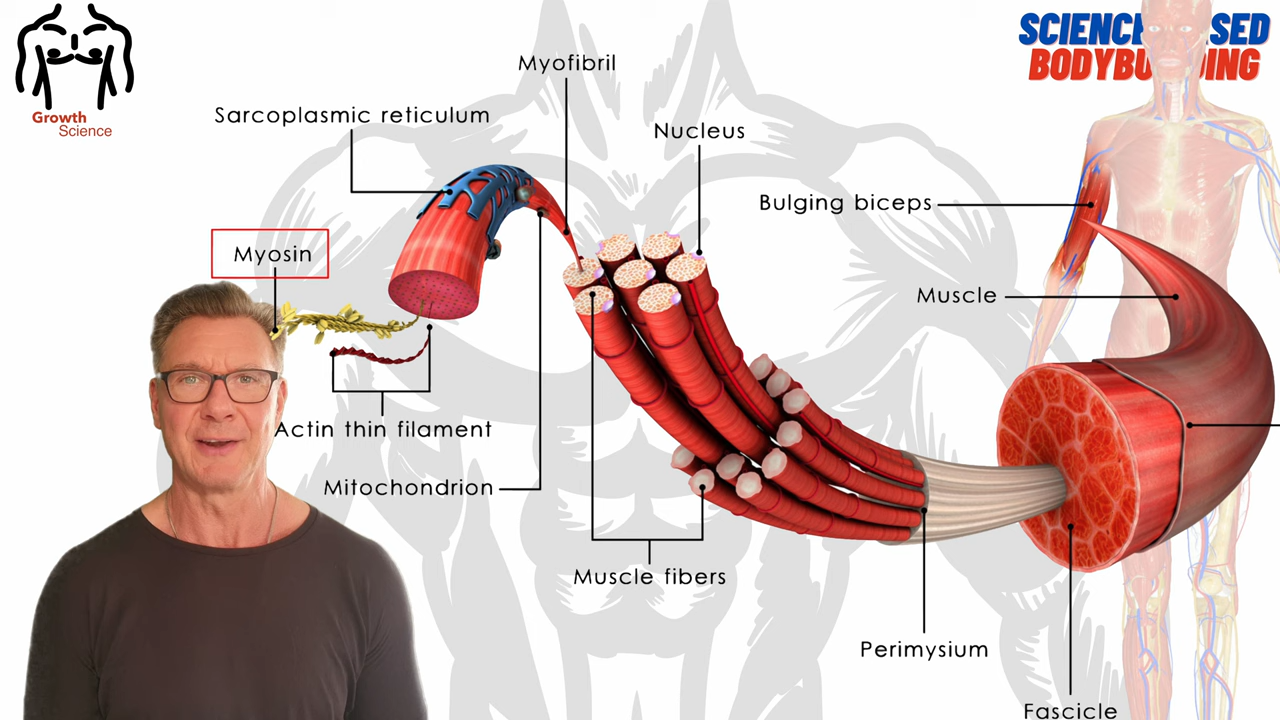 Growth
Science
BODYBU
Myofibril
Sarcoplasmic reticulum
Nucleus
Bulging biceps
Myosin
Muscle
Actin thin filament
Mitochondrion
Muscle fibers
Perimysium
Fascicle